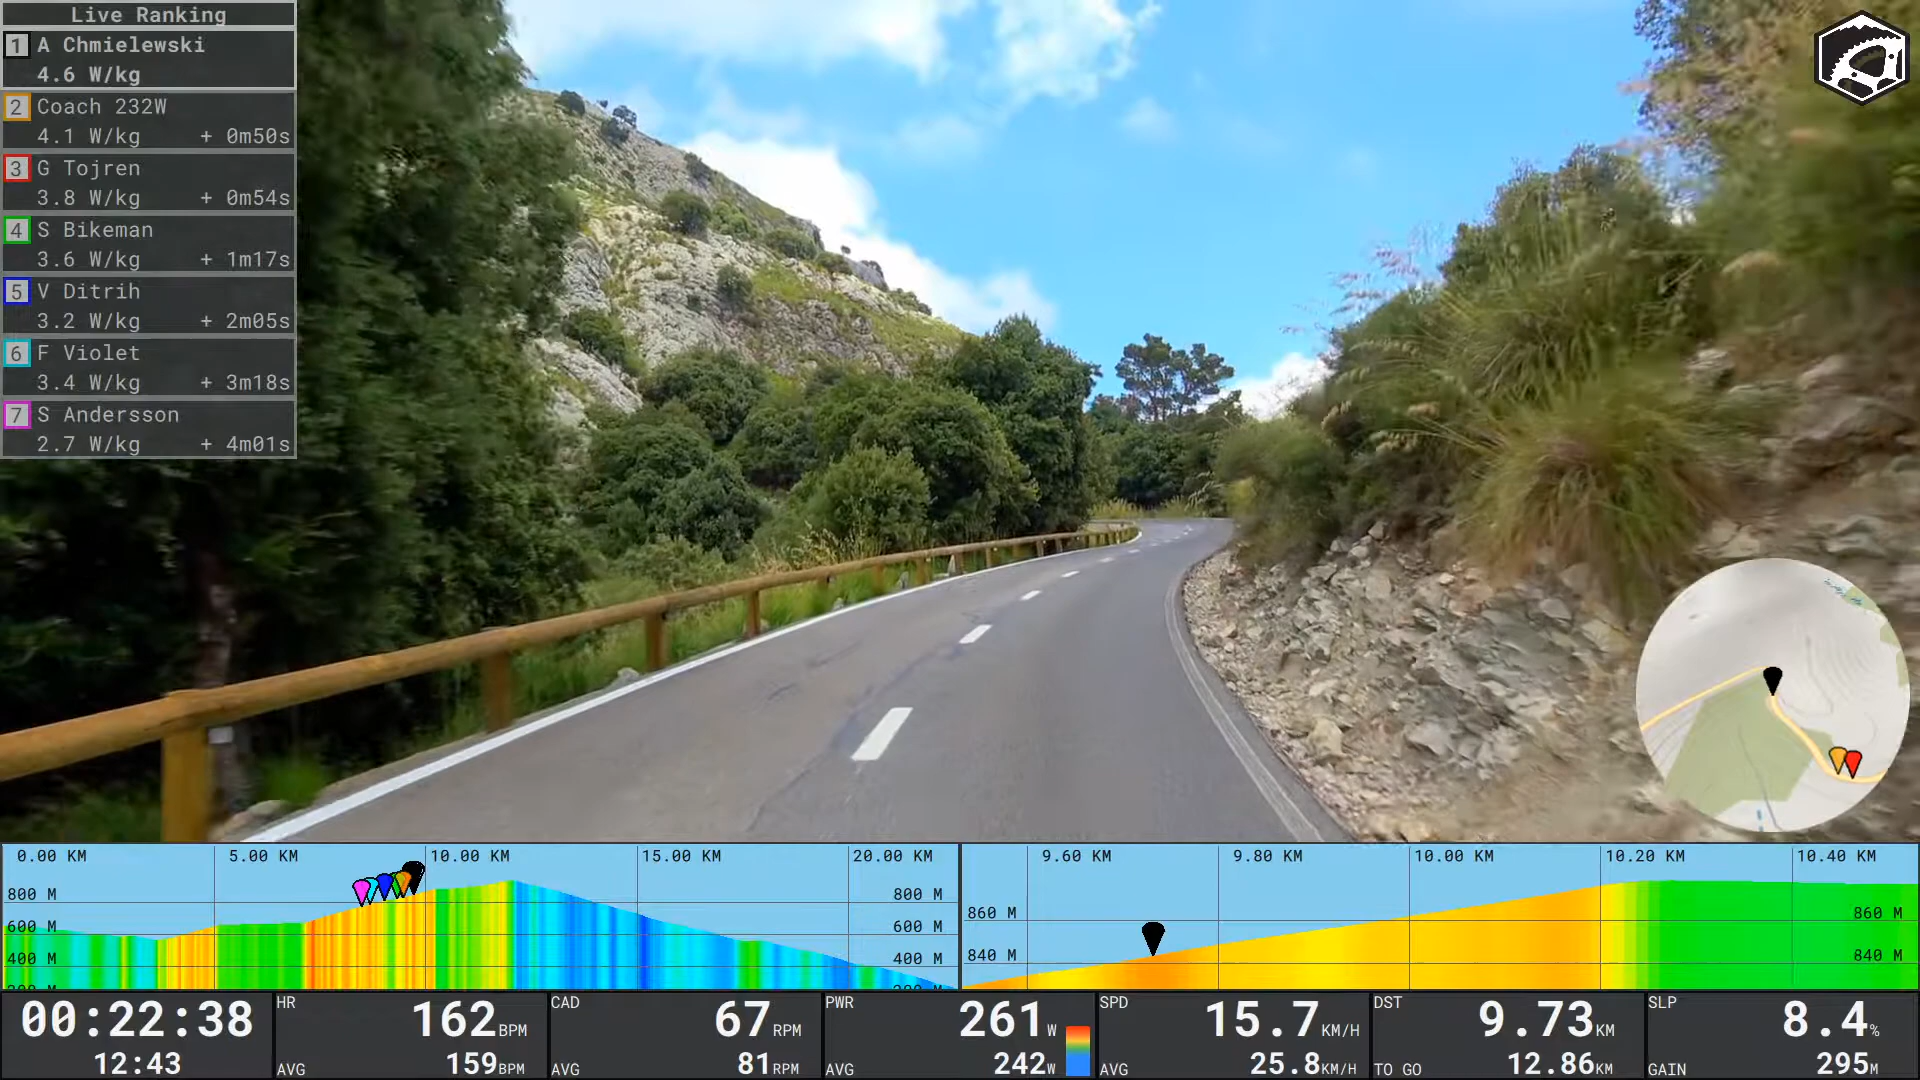 Live Ranking
1 A Chmielewski
4.6 W/kg
2 Coach 232W
4.1 W/kg + 0m50s
3 G Tojren
3.8 W/kg + 0m54s
4 S Bikeman
3.6 W/kg + 1m17s
5 V Ditrih
3.2 W/kg + 2m05s
6 F Violet
3.4 W/kg + 3m18s
7 S Andersson
2.7 W/kg + 4m01s
0.00 KM 5.00 KM 10.00 KM 15.00 KM 20.00 KM
800 M 800 M
600 M 600 M
400 M 400 M
200 M 200 M
9.60 KM 9.80 KM 10.00 KM 10.20 KM 10.40 KM
860 M 860 M
840 M 840 M
00:22:38
12:43
HR 162 BPM
AVG 159 BPM
CAD 67 RPM
AVG 81 RPM
PWR 261 W
AVG 242 W
SPD 15.7 KM/H
AVG 25.8 KM/H
DST 9.73 KM
TO GO 12.86 KM
SLP 8.4 %
GAIN 295 M